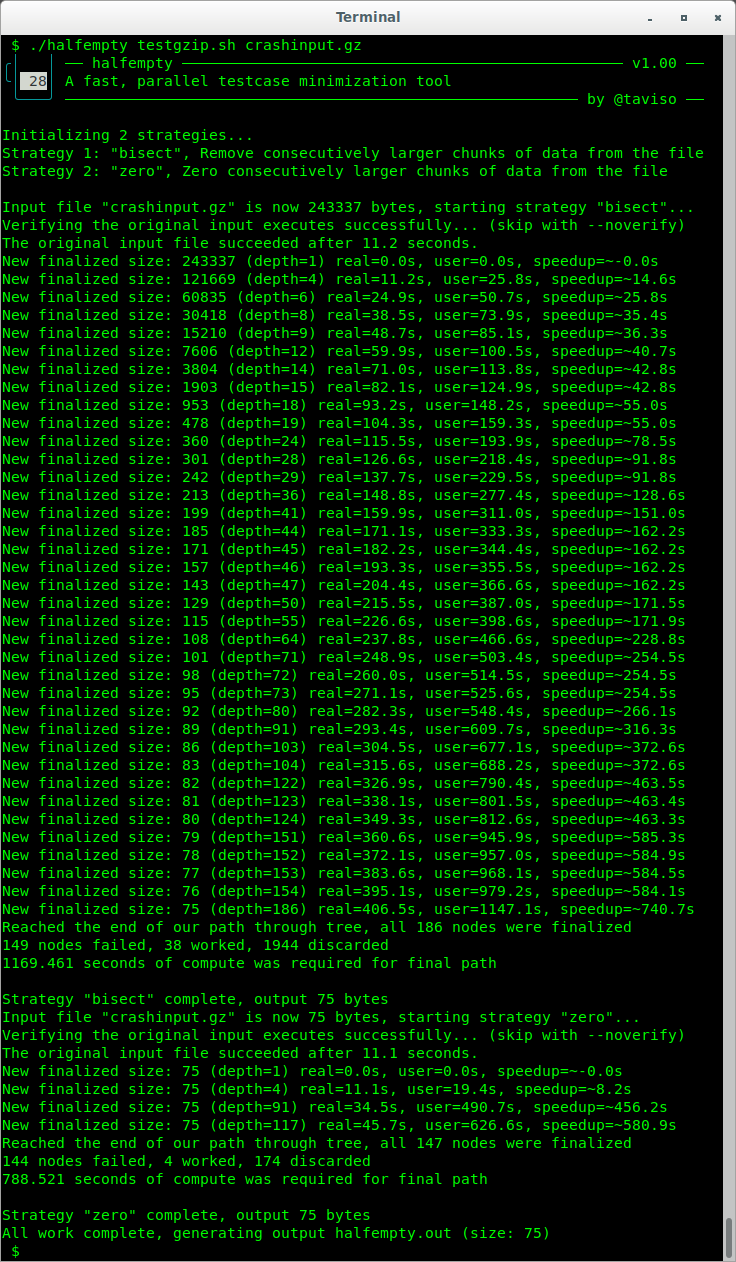 Terminal
$ ./halfempty testgzip.sh crashinput.gz
halfempty v1.00
28 A fast, parallel testcase minimization tool
by @taviso
Initializing 2 strategies...
Strategy 1: "bisect", Remove consecutively larger chunks of data from the file
Strategy 2: "zero", Zero consecutively larger chunks of data from the file
Input file "crashinput.gz" is now 243337 bytes, starting strategy "bisect"...
Verifying the original input executes successfully... (skip with --noverify)
The original input file succeeded after 11.2 seconds.
New finalized size: 243337 (depth=1) real=0.0s, user=0.0s, speedup=~-0.0s
New finalized size: 121669 (depth=4) real=11.2s, user=25.8s, speedup=~14.6s
New finalized size: 60835 (depth=6) real=24.9s, user=50.7s, speedup=~25.8s
New finalized size: 30418 (depth=8) real=38.5s, user=73.9s, speedup=~35.4s
New finalized size: 15210 (depth=9) real=48.7s, user=85.1s, speedup=~36.3s
New finalized size: 7606 (depth=12) real=59.9s, user=100.5s, speedup=~40.7s
New finalized size: 3804 (depth=14) real=71.0s, user=113.8s, speedup=~42.8s
New finalized size: 1903 (depth=15) real=82.1s, user=124.9s, speedup=~42.8s
New finalized size: 953 (depth=18) real=93.2s, user=148.2s, speedup=~55.0s
New finalized size: 478 (depth=19) real=104.3s, user=159.3s, speedup=~55.0s
New finalized size: 360 (depth=24) real=115.5s, user=193.9s, speedup=~78.5s
New finalized size: 301 (depth=28) real=126.6s, user=218.4s, speedup=~91.8s
New finalized size: 242 (depth=29) real=137.7s, user=229.5s, speedup=~91.8s
New finalized size: 213 (depth=36) real=148.8s, user=277.4s, speedup=~128.6s
New finalized size: 199 (depth=41) real=159.9s, user=311.0s, speedup=~151.0s
New finalized size: 185 (depth=44) real=171.1s, user=333.3s, speedup=~162.2s
New finalized size: 171 (depth=45) real=182.2s, user=344.4s, speedup=~162.2s
New finalized size: 157 (depth=46) real=193.3s, user=355.5s, speedup=~162.2s
New finalized size: 143 (depth=47) real=204.4s, user=366.6s, speedup=~162.2s
New finalized size: 129 (depth=50) real=215.5s, user=387.0s, speedup=~171.5s
New finalized size: 115 (depth=55) real=226.6s, user=398.6s, speedup=~171.9s
New finalized size: 108 (depth=64) real=237.8s, user=466.6s, speedup=~228.8s
New finalized size: 101 (depth=71) real=248.9s, user=503.4s, speedup=~254.5s
New finalized size: 98 (depth=72) real=260.0s, user=514.5s, speedup=~254.5s
New finalized size: 95 (depth=73) real=271.1s, user=525.6s, speedup=~254.5s
New finalized size: 92 (depth=80) real=282.3s, user=548.4s, speedup=~266.1s
New finalized size: 89 (depth=91) real=293.4s, user=609.7s, speedup=~316.3s
New finalized size: 86 (depth=103) real=304.5s, user=677.1s, speedup=~372.6s
New finalized size: 83 (depth=104) real=315.6s, user=688.2s, speedup=~372.6s
New finalized size: 82 (depth=122) real=326.9s, user=790.4s, speedup=~463.5s
New finalized size: 81 (depth=123) real=338.1s, user=801.5s, speedup=~463.4s
New finalized size: 80 (depth=124) real=349.3s, user=812.6s, speedup=~463.3s
New finalized size: 79 (depth=151) real=360.6s, user=945.9s, speedup=~585.3s
New finalized size: 78 (depth=152) real=372.1s, user=957.0s, speedup=~584.9s
New finalized size: 77 (depth=153) real=383.6s, user=968.1s, speedup=~584.5s
New finalized size: 76 (depth=154) real=395.1s, user=979.2s, speedup=~584.1s
New finalized size: 75 (depth=186) real=406.5s, user=1147.1s, speedup=~740.7s
Reached the end of our path through tree, all 186 nodes were finalized
149 nodes failed, 38 worked, 1944 discarded
1169.461 seconds of compute was required for final path
Strategy "bisect" complete, output 75 bytes
Input file "crashinput.gz" is now 75 bytes, starting strategy "zero"...
Verifying the original input executes successfully... (skip with --noverify)
The original input file succeeded after 11.1 seconds.
New finalized size: 75 (depth=1) real=0.0s, user=0.0s, speedup=~-0.0s
New finalized size: 75 (depth=4) real=11.1s, user=19.4s, speedup=~8.2s
New finalized size: 75 (depth=91) real=34.5s, user=490.7s, speedup=~456.2s
New finalized size: 75 (depth=117) real=45.7s, user=626.6s, speedup=~580.9s
Reached the end of our path through tree, all 147 nodes were finalized
144 nodes failed, 4 worked, 174 discarded
788.521 seconds of compute was required for final path
Strategy "zero" complete, output 75 bytes
All work complete, generating output halfempty.out (size: 75)
$